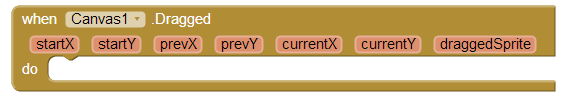 when Canvas1 .Dragged
startX startY prevX prevY currentX currentY draggedSprite
do